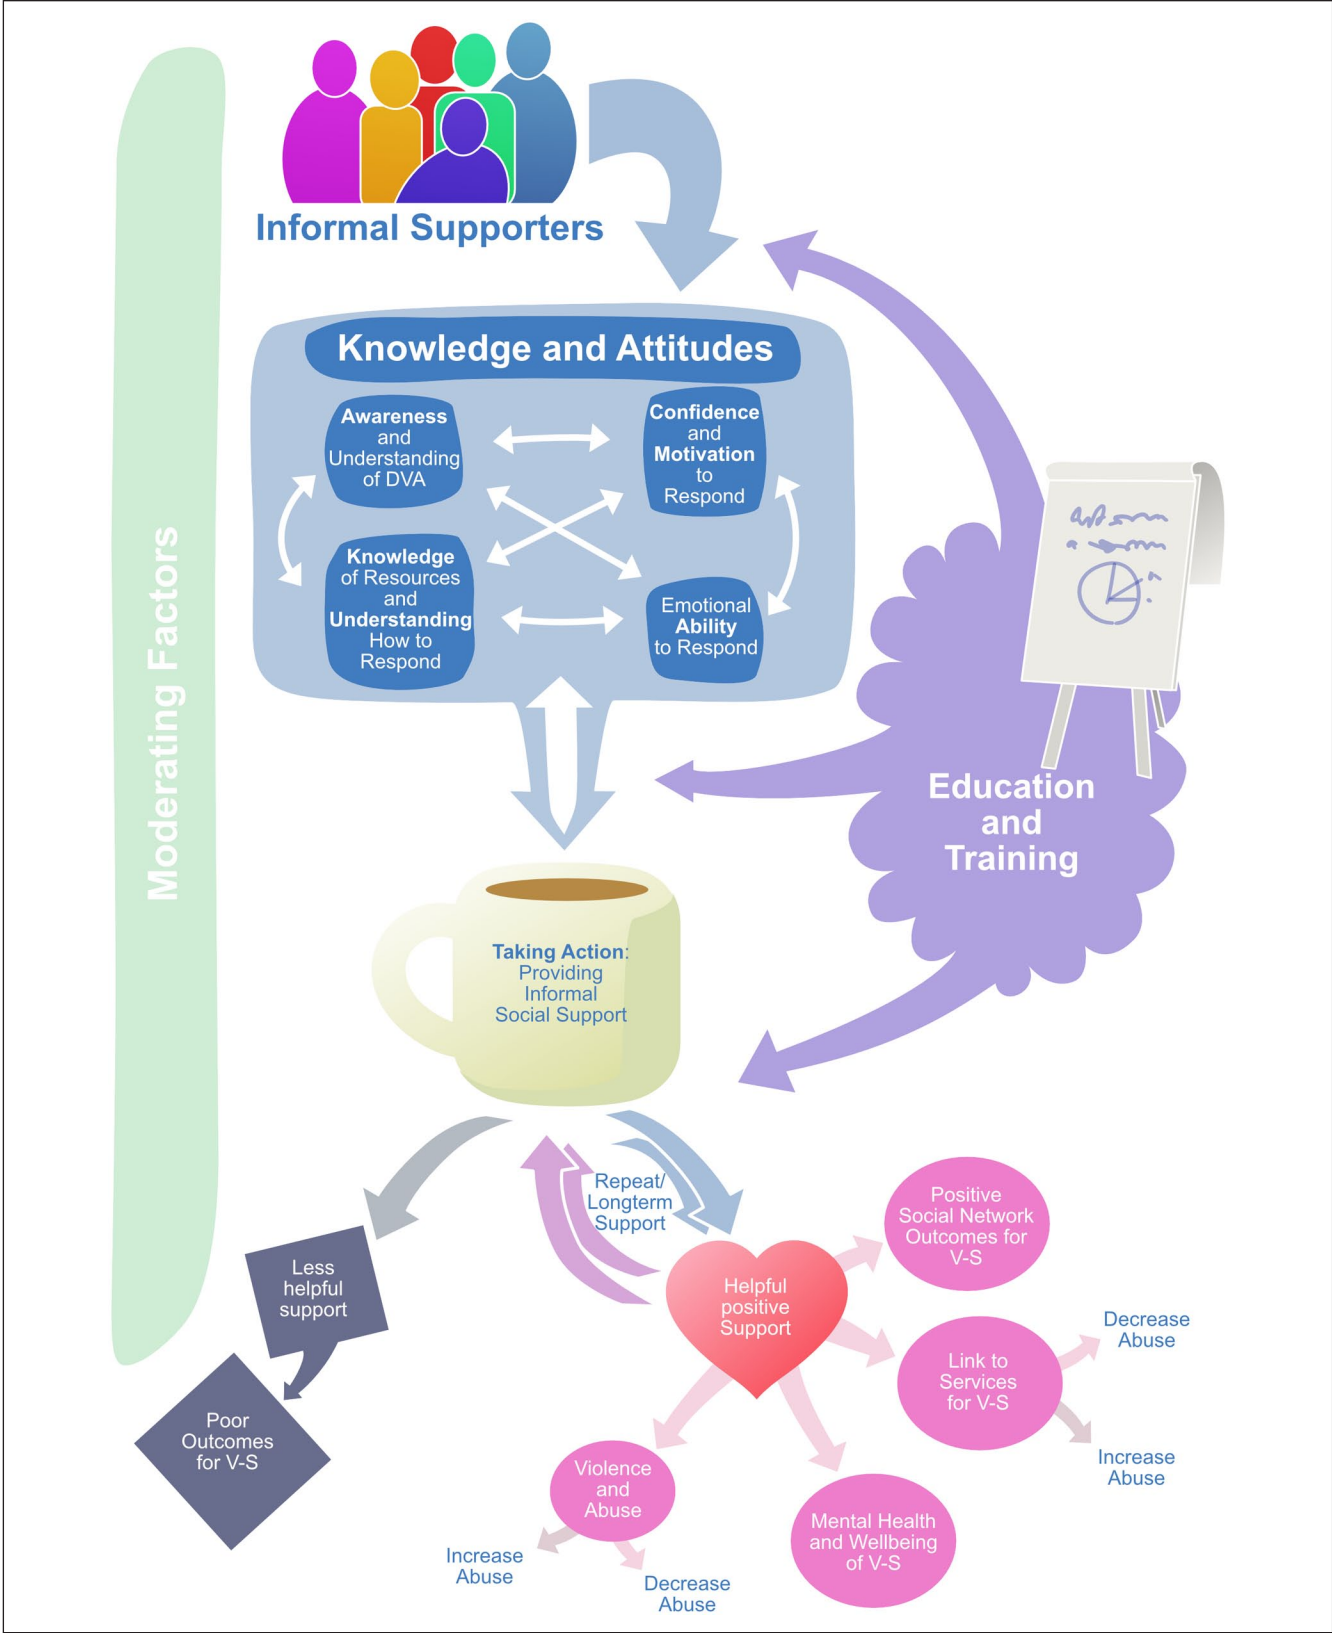 Informal Supporters
Moderating Factors
Knowledge and Attitudes
Awareness
and
Understanding
of DVA
Confidence
and
Motivation
to
Respond
Knowledge
of Resources
and
Understanding
How to
Respond
Emotional
Ability
to Respond
Education
and
Training
Taking Action:
Providing
Informal
Social Support
Repeat/
Longterm
Support
Less
helpful
support
Poor
Outcomes
for V-S
Helpful
positive
Support
Positive
Social Network
Outcomes for
V-S
Link to
Services
for V-S
Decrease
Abuse
Increase
Abuse
Violence
and
Abuse
Increase
Abuse
Decrease
Abuse
Mental Health
and Wellbeing
of V-S